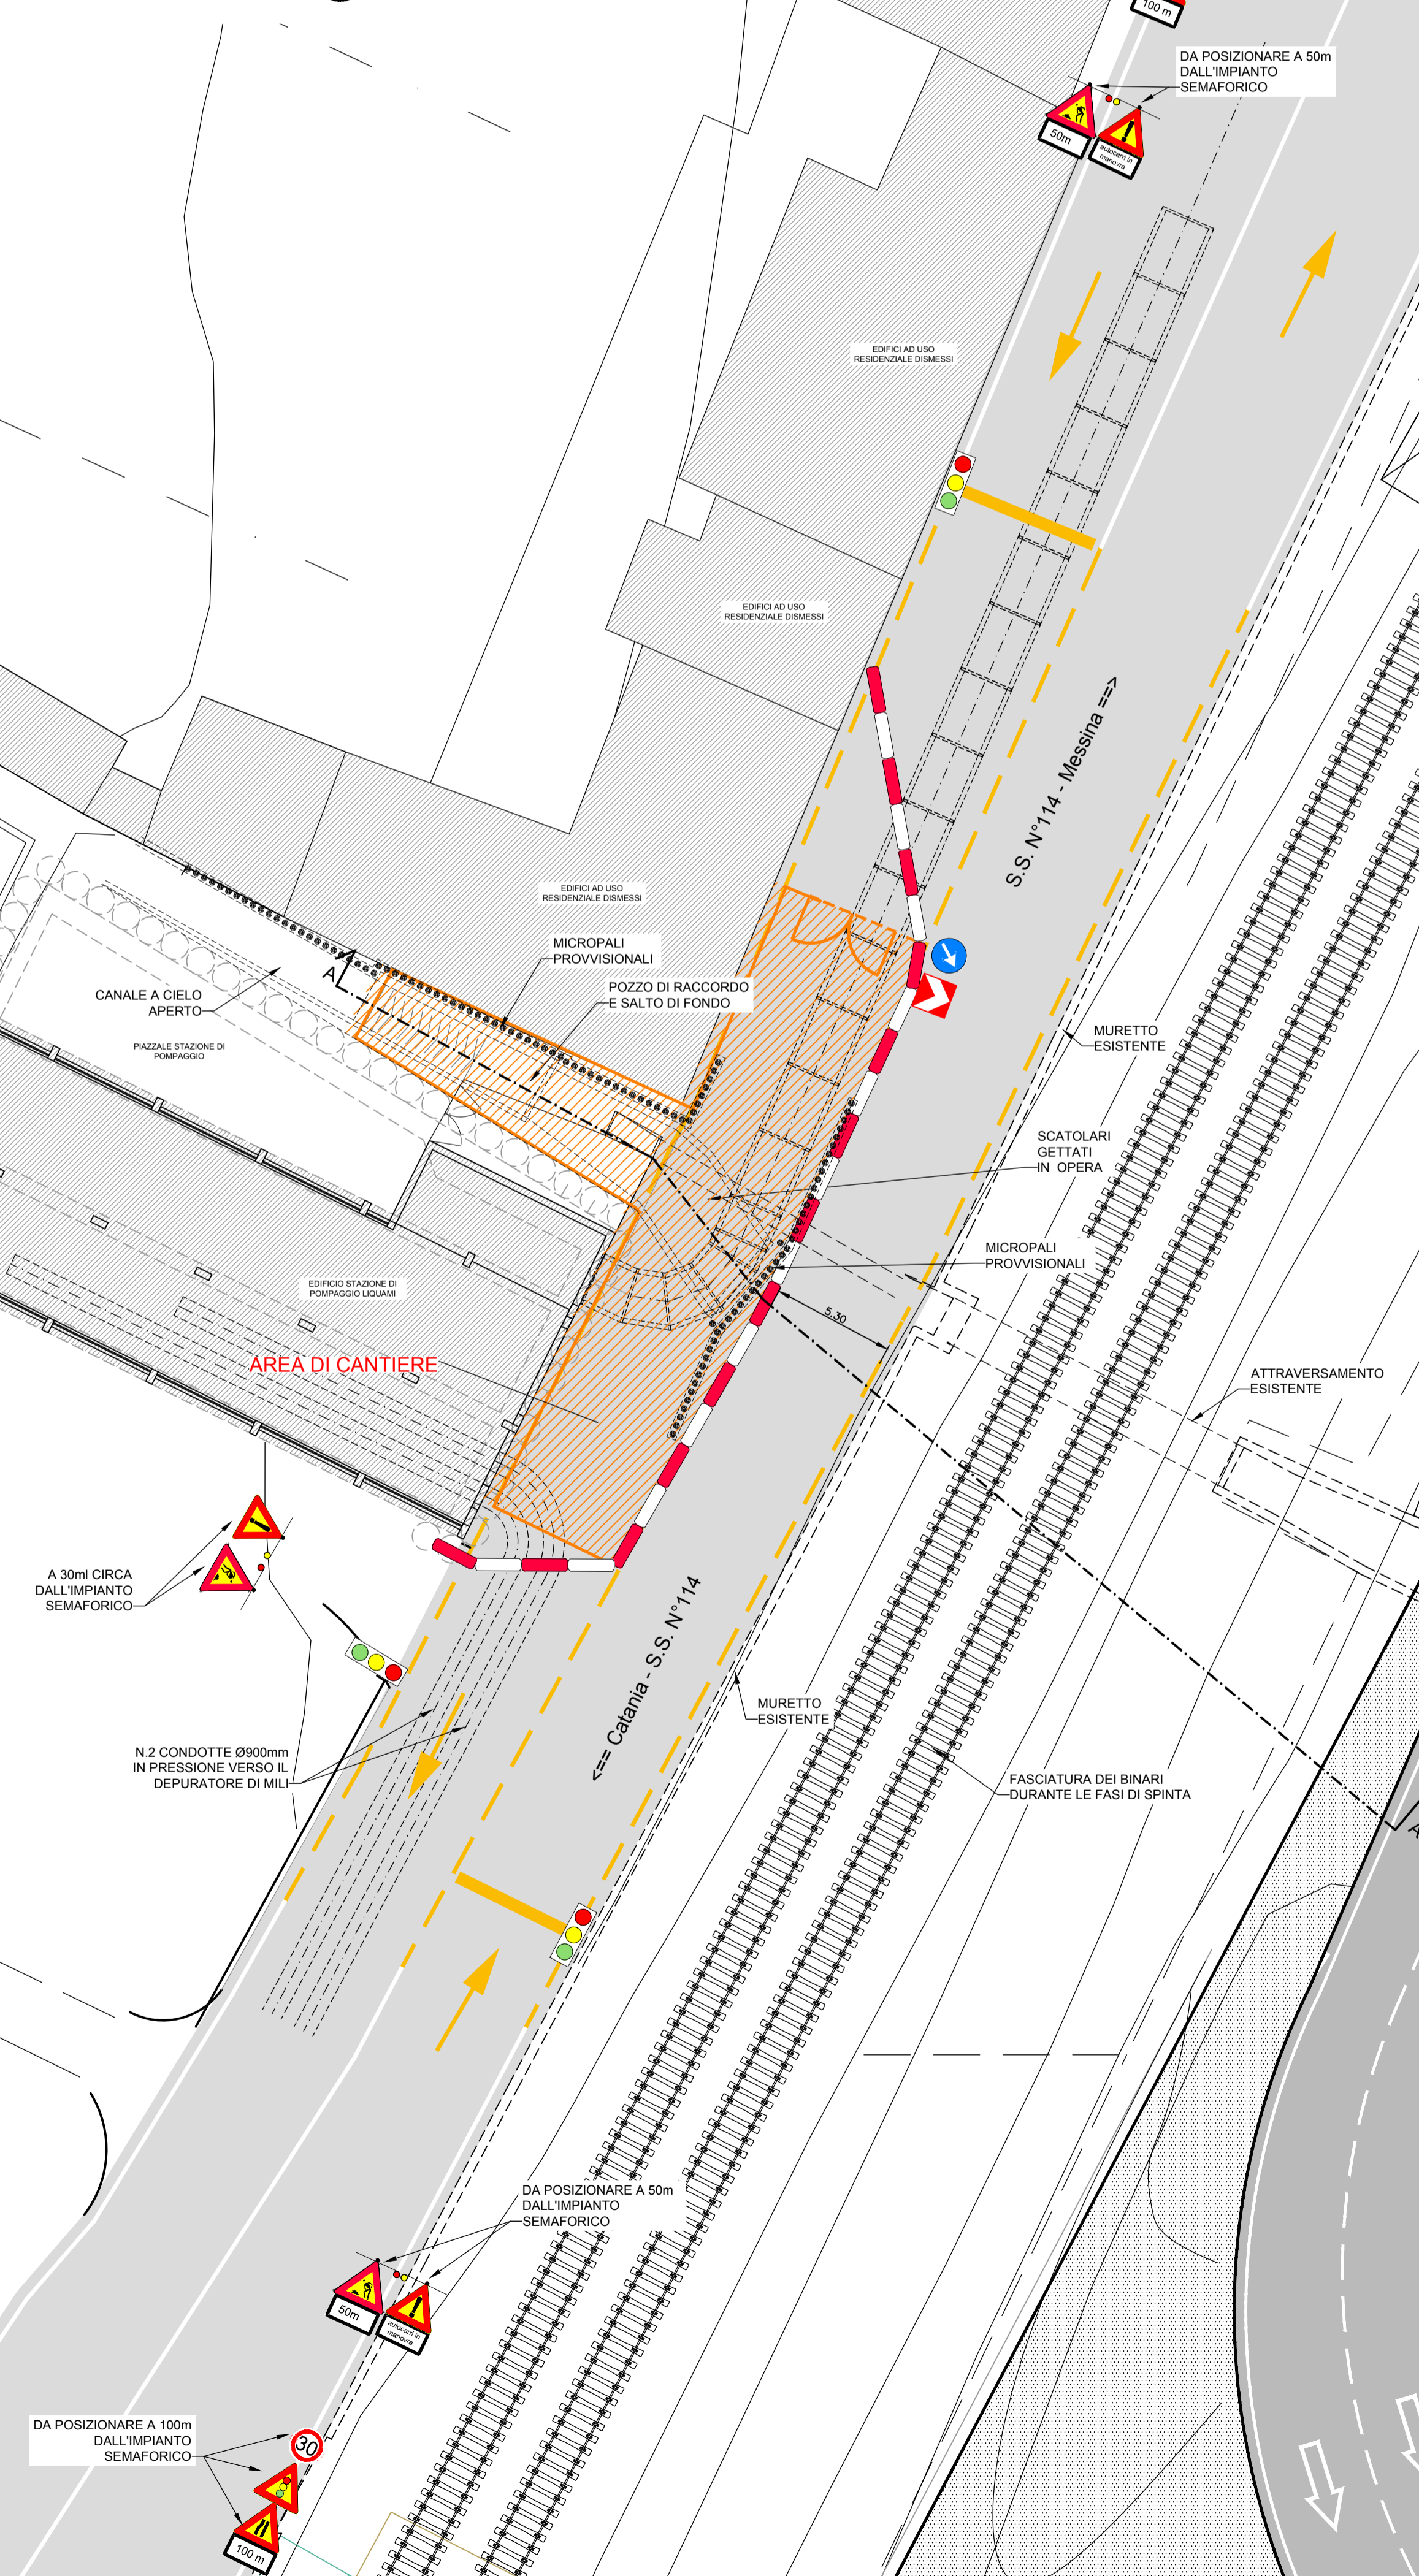 100 m
DA POSIZIONARE A 50m
DALL'IMPIANTO
SEMAFORICO
50m
autocarri in
manovra
EDIFICI AD USO
RESIDENZIALE DISMESSI
EDIFICI AD USO
RESIDENZIALE DISMESSI
S.S. N°114 - Messina ==>
EDIFICI AD USO
RESIDENZIALE DISMESSI
MICROPALI
PROVVISIONALI
A
POZZO DI RACCORDO
E SALTO DI FONDO
CANALE A CIELO
APERTO
PIAZZALE STAZIONE DI
POMPAGGIO
MURETTO
ESISTENTE
SCATOLARI
GETTATI
IN OPERA
MICROPALI
PROVVISIONALI
EDIFICIO STAZIONE DI
POMPAGGIO LIQUAMI
5,30
AREA DI CANTIERE
ATTRAVERSAMENTO
ESISTENTE
A 30ml CIRCA
DALL'IMPIANTO
SEMAFORICO
<== Catania - S.S. N°114
MURETTO
ESISTENTE
N.2 CONDOTTE Ø900mm
IN PRESSIONE VERSO IL
DEPURATORE DI MILI
FASCIATURA DEI BINARI
DURANTE LE FASI DI SPINTA
A
DA POSIZIONARE A 50m
DALL'IMPIANTO
SEMAFORICO
50m
autocarri in
manovra
DA POSIZIONARE A 100m
DALL'IMPIANTO
SEMAFORICO
30
100 m